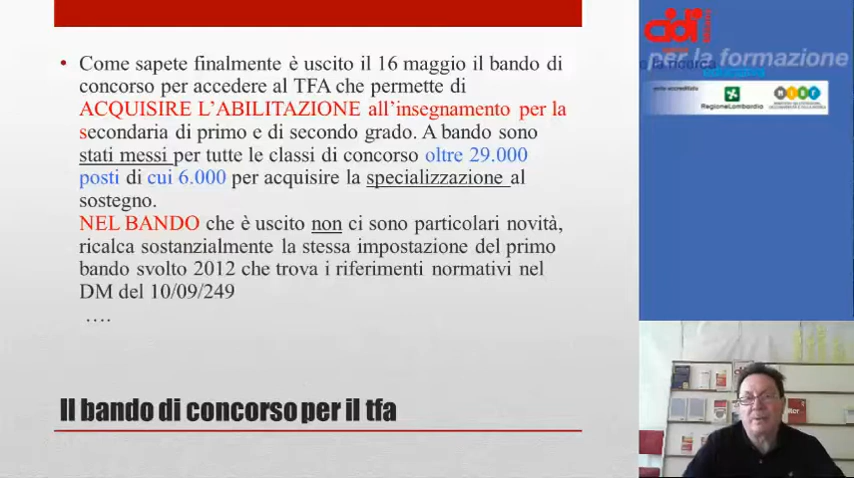 Come sapete finalmente è uscito il 16 maggio il bando di
concorso per accedere al TFA che permette di
ACQUISIRE L'ABILITAZIONE all'insegnamento per la
secondaria di primo e di secondo grado. A bando sono
stati messi per tutte le classi di concorso oltre 29.000
posti di cui 6.000 per acquisire la specializzazione al
sostegno.
NEL BANDO che è uscito non ci sono particolari novità,
ricalca sostanzialmente la stessa impostazione del primo
bando svolto 2012 che trova i riferimenti normativi nel
DM del 10/09/249
….
Il bando di concorso per il tfa
cidi
per la formazione
e la ricerca
RegioneLombardia